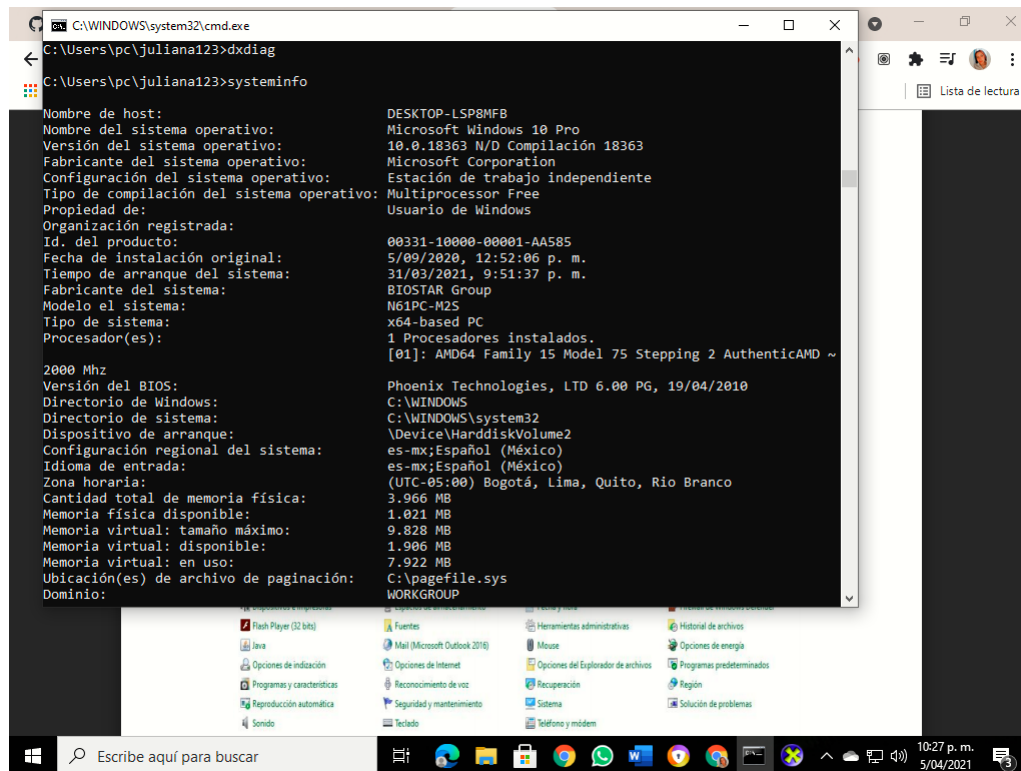 C:\WINDOWS\system32\cmd.exe
C:\Users\pc\juliana123>dxdiag
C:\Users\pc\juliana123>systeminfo
Nombre de host: DESKTOP-LSP8MFB
Nombre del sistema operativo: Microsoft Windows 10 Pro
Versión del sistema operativo: 10.0.18363 N/D Compilación 18363
Fabricante del sistema operativo: Microsoft Corporation
Configuración del sistema operativo: Estación de trabajo independiente
Tipo de compilación del sistema operativo: Multiprocessor Free
Propiedad de: Usuario de Windows
Organización registrada:
Id. del producto: 00331-10000-00001-AA585
Fecha de instalación original: 5/09/2020, 12:52:06 p. m.
Tiempo de arranque del sistema: 31/03/2021, 9:51:37 p. m.
Fabricante del sistema: BIOSTAR Group
Modelo el sistema: N61PC-M2S
Tipo de sistema: x64-based PC
Procesador(es): 1 Procesadores instalados.
[01]: AMD64 Family 15 Model 75 Stepping 2 AuthenticAMD ~
2000 Mhz
Versión del BIOS: Phoenix Technologies, LTD 6.00 PG, 19/04/2010
Directorio de Windows: C:\WINDOWS
Directorio de sistema: C:\WINDOWS\system32
Dispositivo de arranque: \Device\HarddiskVolume2
Configuración regional del sistema: es-mx;Español (México)
Idioma de entrada: es-mx;Español (México)
Zona horaria: (UTC-05:00) Bogotá, Lima, Quito, Rio Branco
Cantidad total de memoria física: 3.966 MB
Memoria física disponible: 1.021 MB
Memoria virtual: tamaño máximo: 9.828 MB
Memoria virtual: disponible: 1.906 MB
Memoria virtual: en uso: 7.922 MB
Ubicación(es) de archivo de paginación: C:\pagefile.sys
Dominio: WORKGROUP
Lista de lectura
Flash Player (32 bits) Fuentes Herramientas administrativas Historial de archivos
Java Mail (Microsoft Outlook 2016) Mouse Opciones de energía
Opciones de indización Opciones de Internet Opciones del Explorador de archivos Programas predeterminados
Programas y características Reconocimiento de voz Recuperación Región
Reproducción automática Seguridad y mantenimiento Sistema Solución de problemas
Sonido Teclado Teléfono y módem
Escribe aquí para buscar
10:27 p. m.
5/04/2021
3